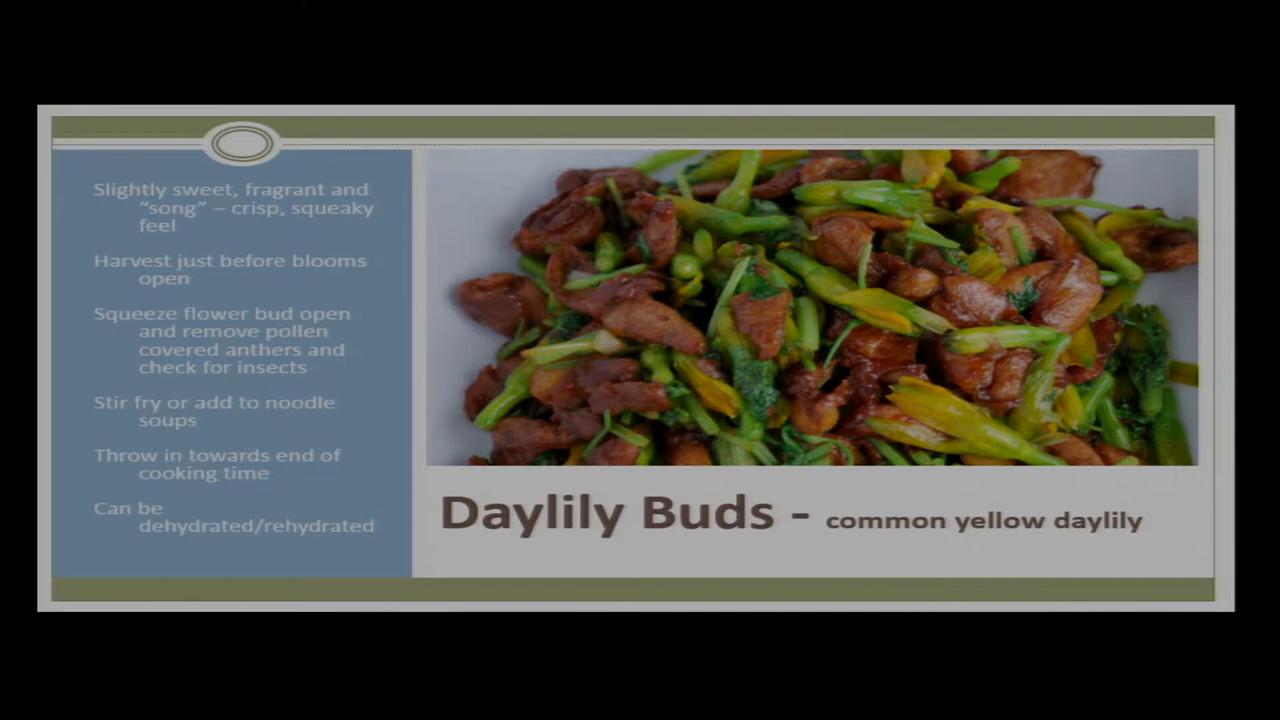 Slightly sweet, fragrant and
“song” – crisp, squeaky
feel
Harvest just before blooms
open
Squeeze flower bud open
and remove pollen
covered anthers and
check for insects
Stir fry or add to noodle
soups
Throw in towards end of
cooking time
Can be
dehydrated/rehydrated
Daylily Buds - common yellow daylily